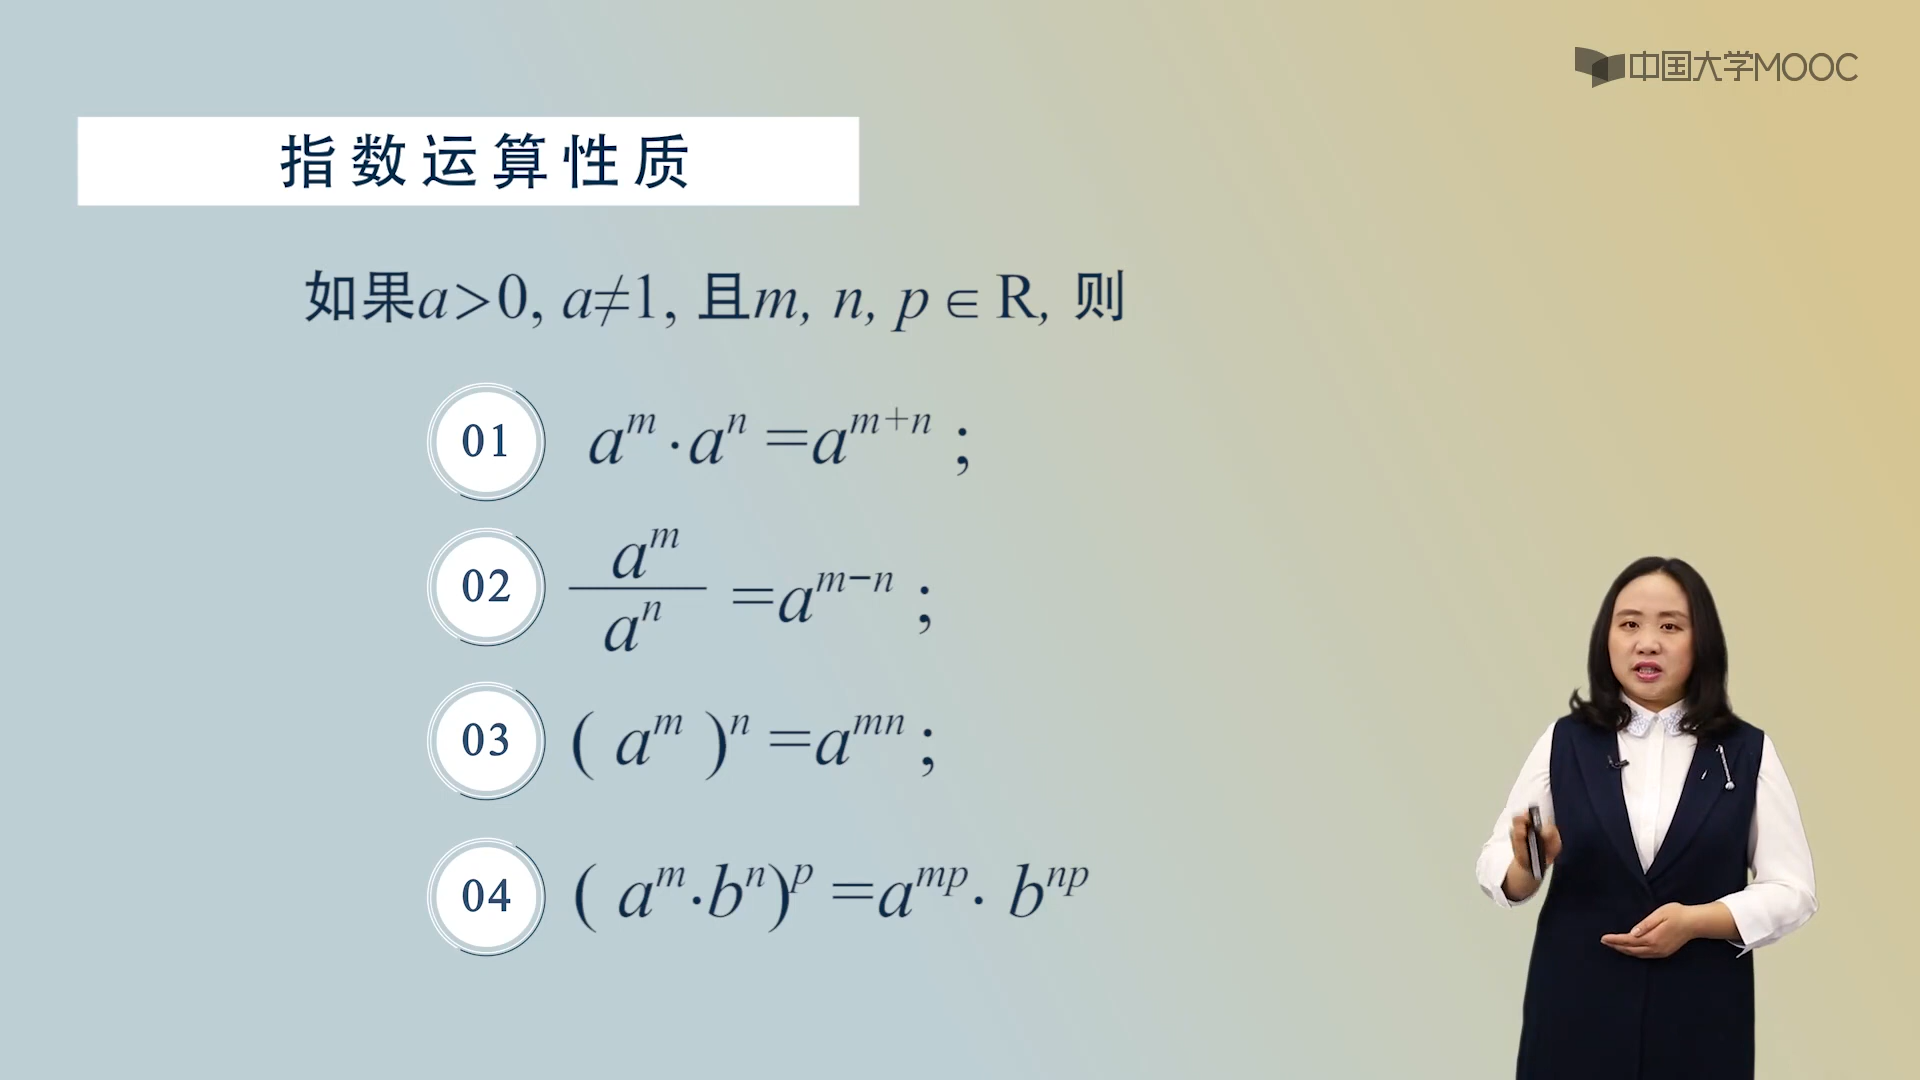 中国大学MOOC
指数运算性质
如果a>0, a≠1, 且m, n, p∈R, 则
01 a^m·a^n=a^{m+n};
02 a^m/a^n=a^{m-n};
03 (a^m)^n=a^{mn};
04 (a^m·b^n)^p=a^{mp}·b^{np}